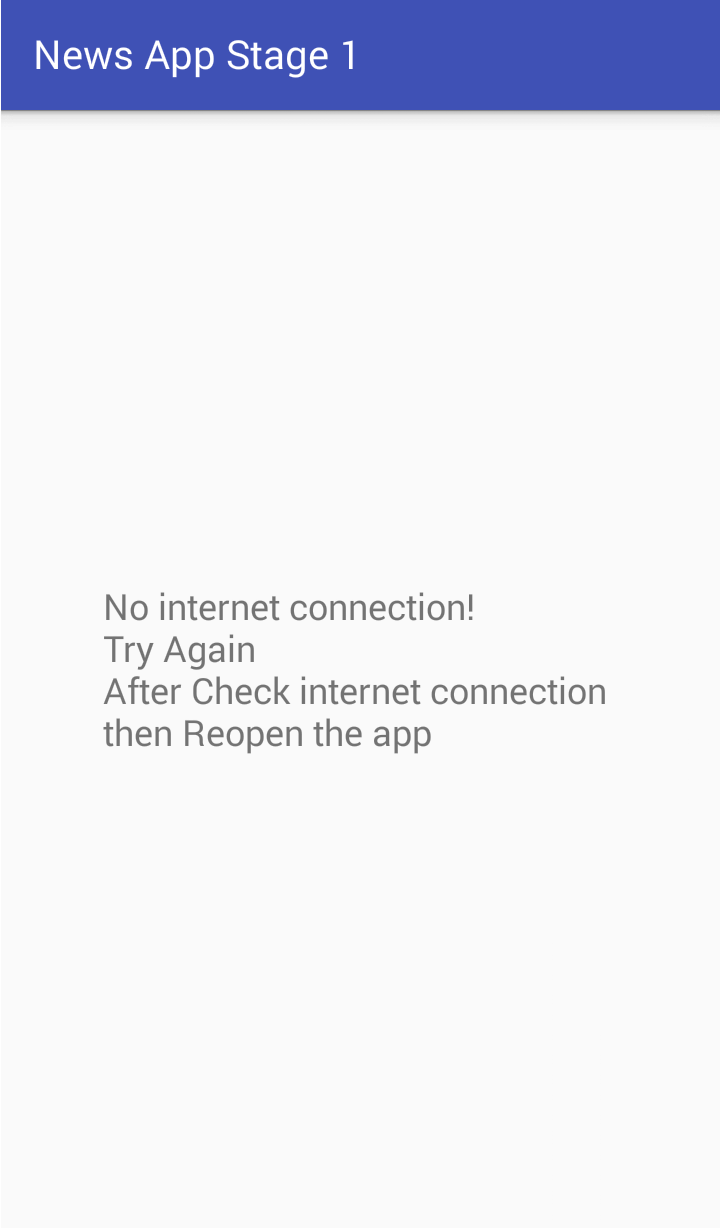 News App Stage 1
No internet connection!
Try Again
After Check internet connection
then Reopen the app